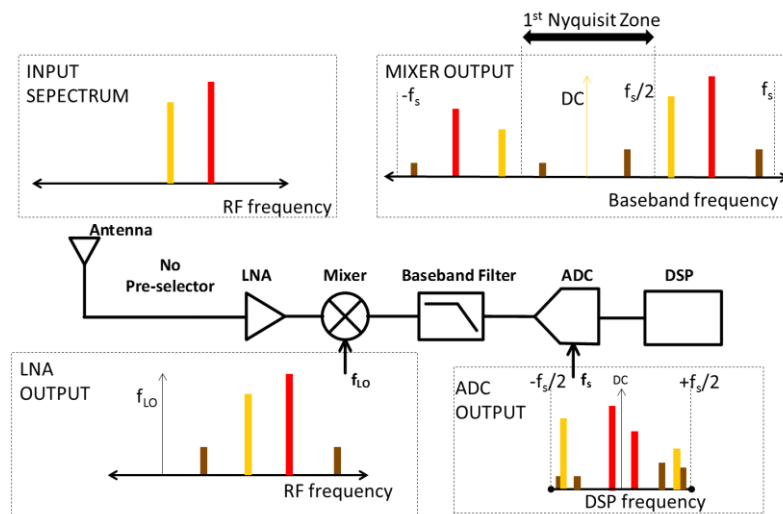 1st Nyquisit Zone
INPUT
SEPECTRUM
RF frequency
MIXER OUTPUT
-fs
DC
fs/2
fs
Baseband frequency
Antenna
No
Pre-selector
LNA
Mixer
Baseband Filter
ADC
DSP
LNA
OUTPUT
fLO
RF frequency
fLO
fs
ADC
OUTPUT
-fs/2
DC
+fs/2
DSP frequency